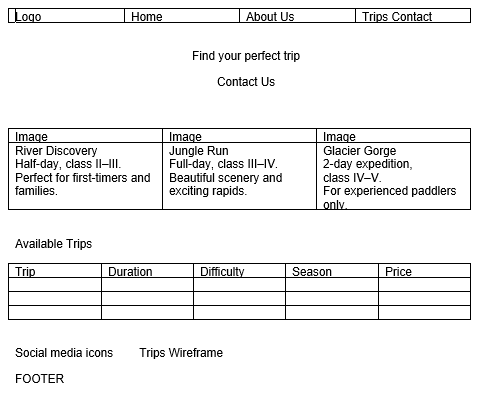 Logo Home About Us Trips Contact
Find your perfect trip
Contact Us
Image Image Image
River Discovery
Half-day, class II–III.
Perfect for first-timers and
families.
Jungle Run
Full-day, class III–IV.
Beautiful scenery and
exciting rapids.
Glacier Gorge
2-day expedition,
class IV–V.
For experienced paddlers
only.
Available Trips
Trip Duration Difficulty Season Price
Social media icons Trips Wireframe
FOOTER